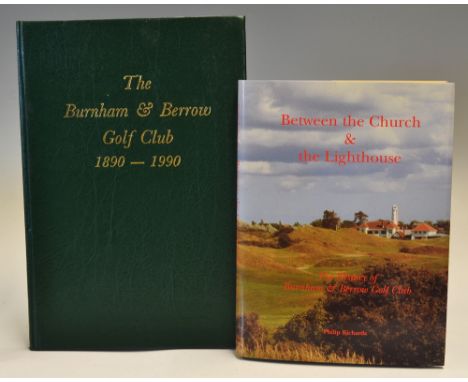 The
Burnham & Berrow
Golf Club
1890 — 1990
Between the Church
&
the Lighthouse
The History of
Burnham & Berrow Golf Club
Philip Richards